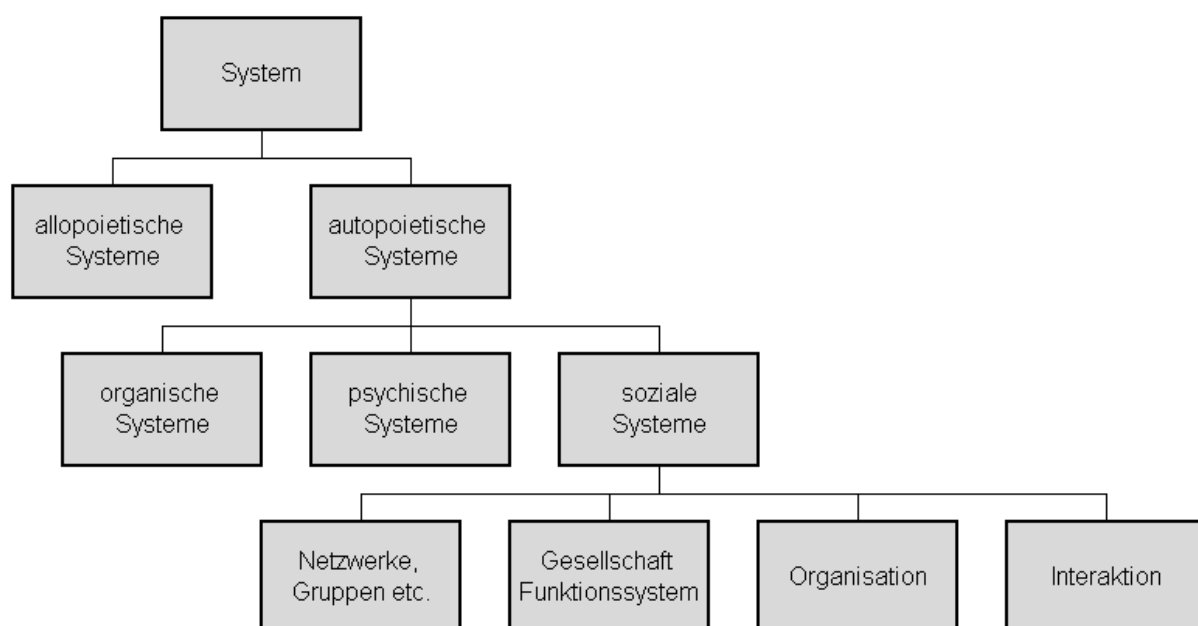 System
allopoietische
Systeme
autopoietische
Systeme
organische
Systeme
psychische
Systeme
soziale
Systeme
Netzwerke,
Gruppen etc.
Gesellschaft
Funktionssystem
Organisation
Interaktion